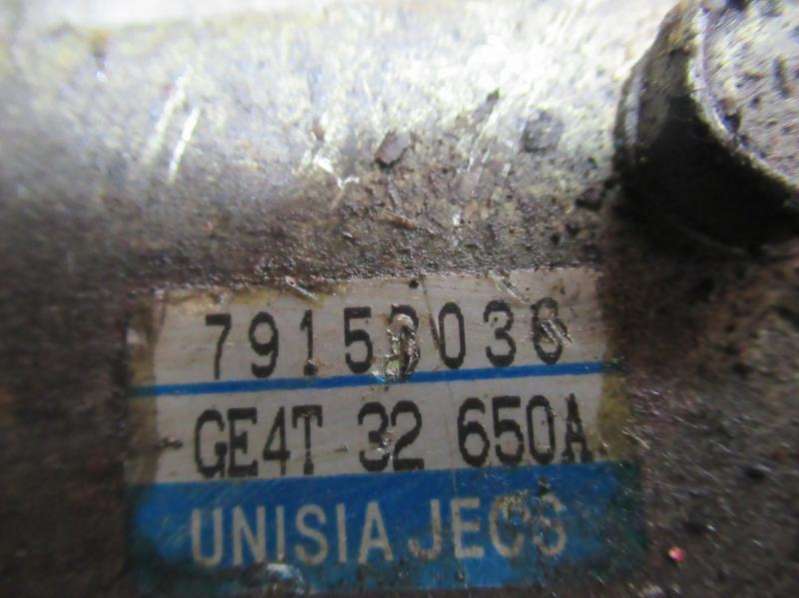 GE4T 32 650A
UNISIA JECS